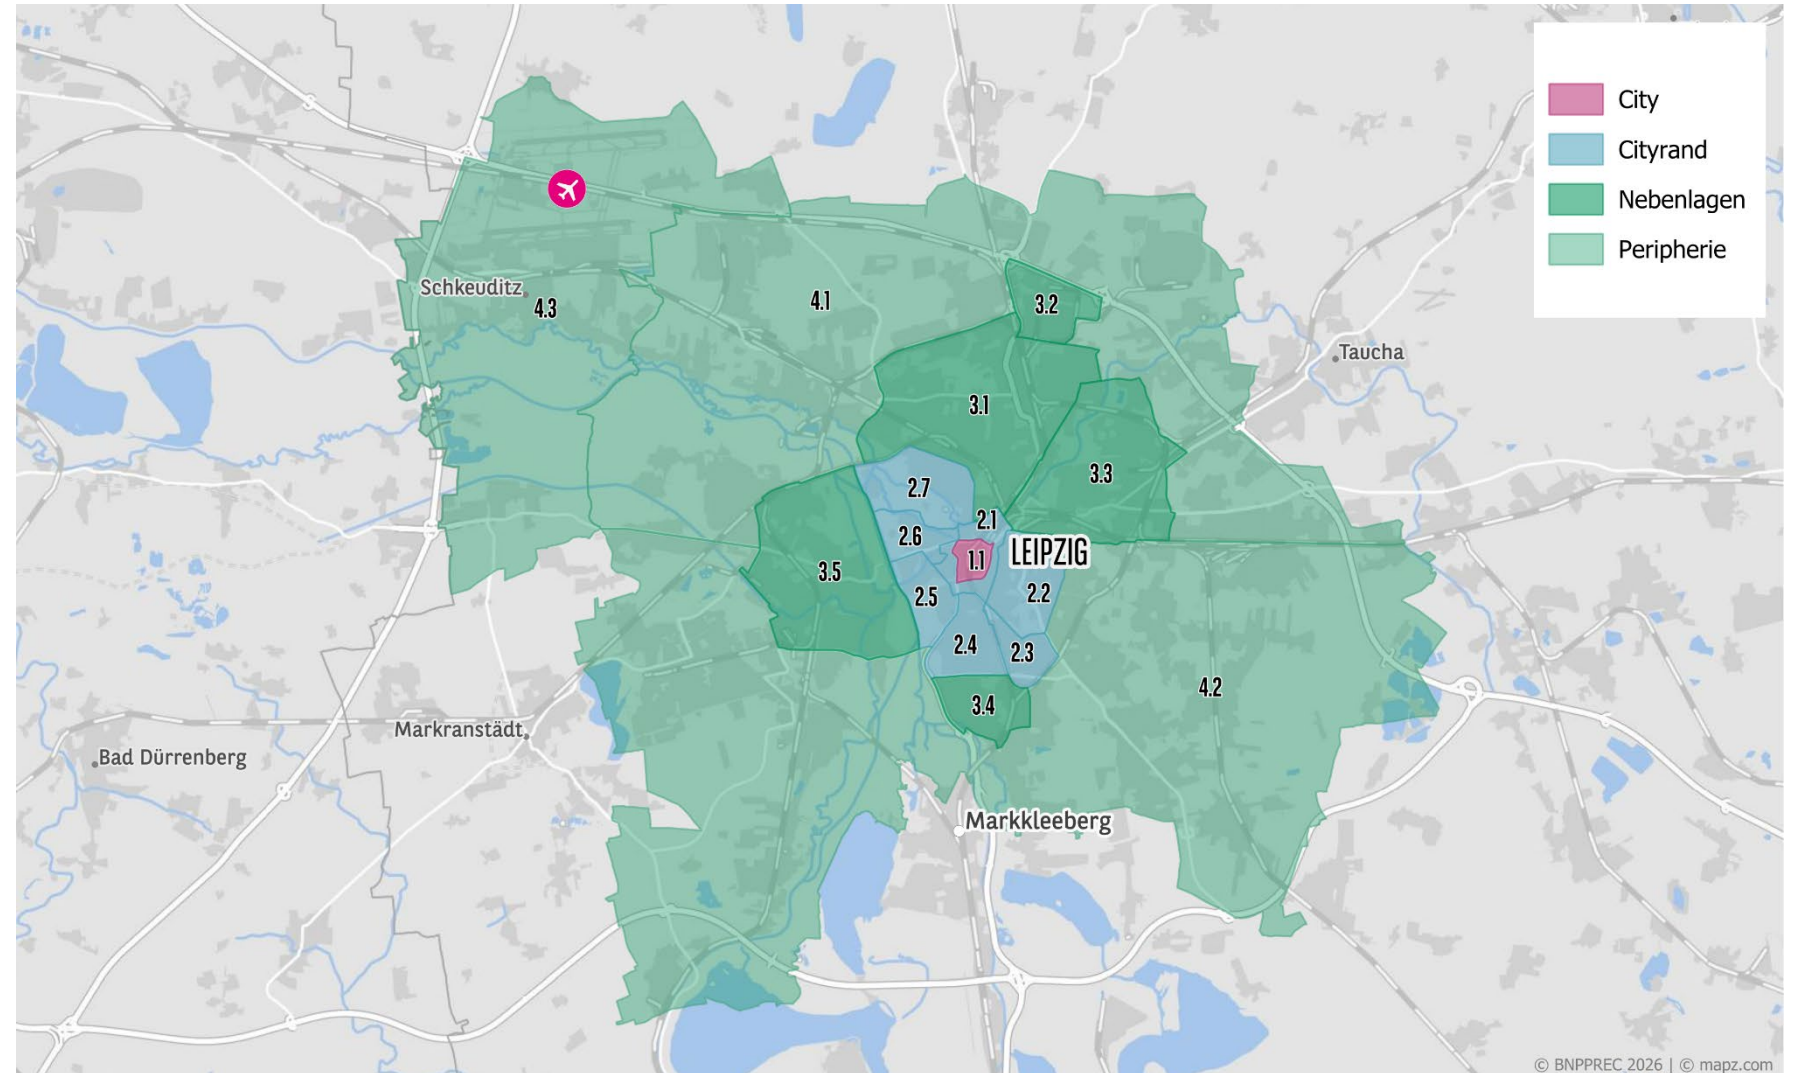 City
Cityrand
Nebenlagen
Peripherie
Schkeuditz
4.3
4.1
3.2
Taucha
3.1
3.3
2.7
2.1
2.6
LEIPZIG
1.1
3.5
2.5
2.2
2.4
2.3
4.2
3.4
Markranstädt
Bad Dürrenberg
Markkleeberg
© BNPPREC 2026 | © mapz.com